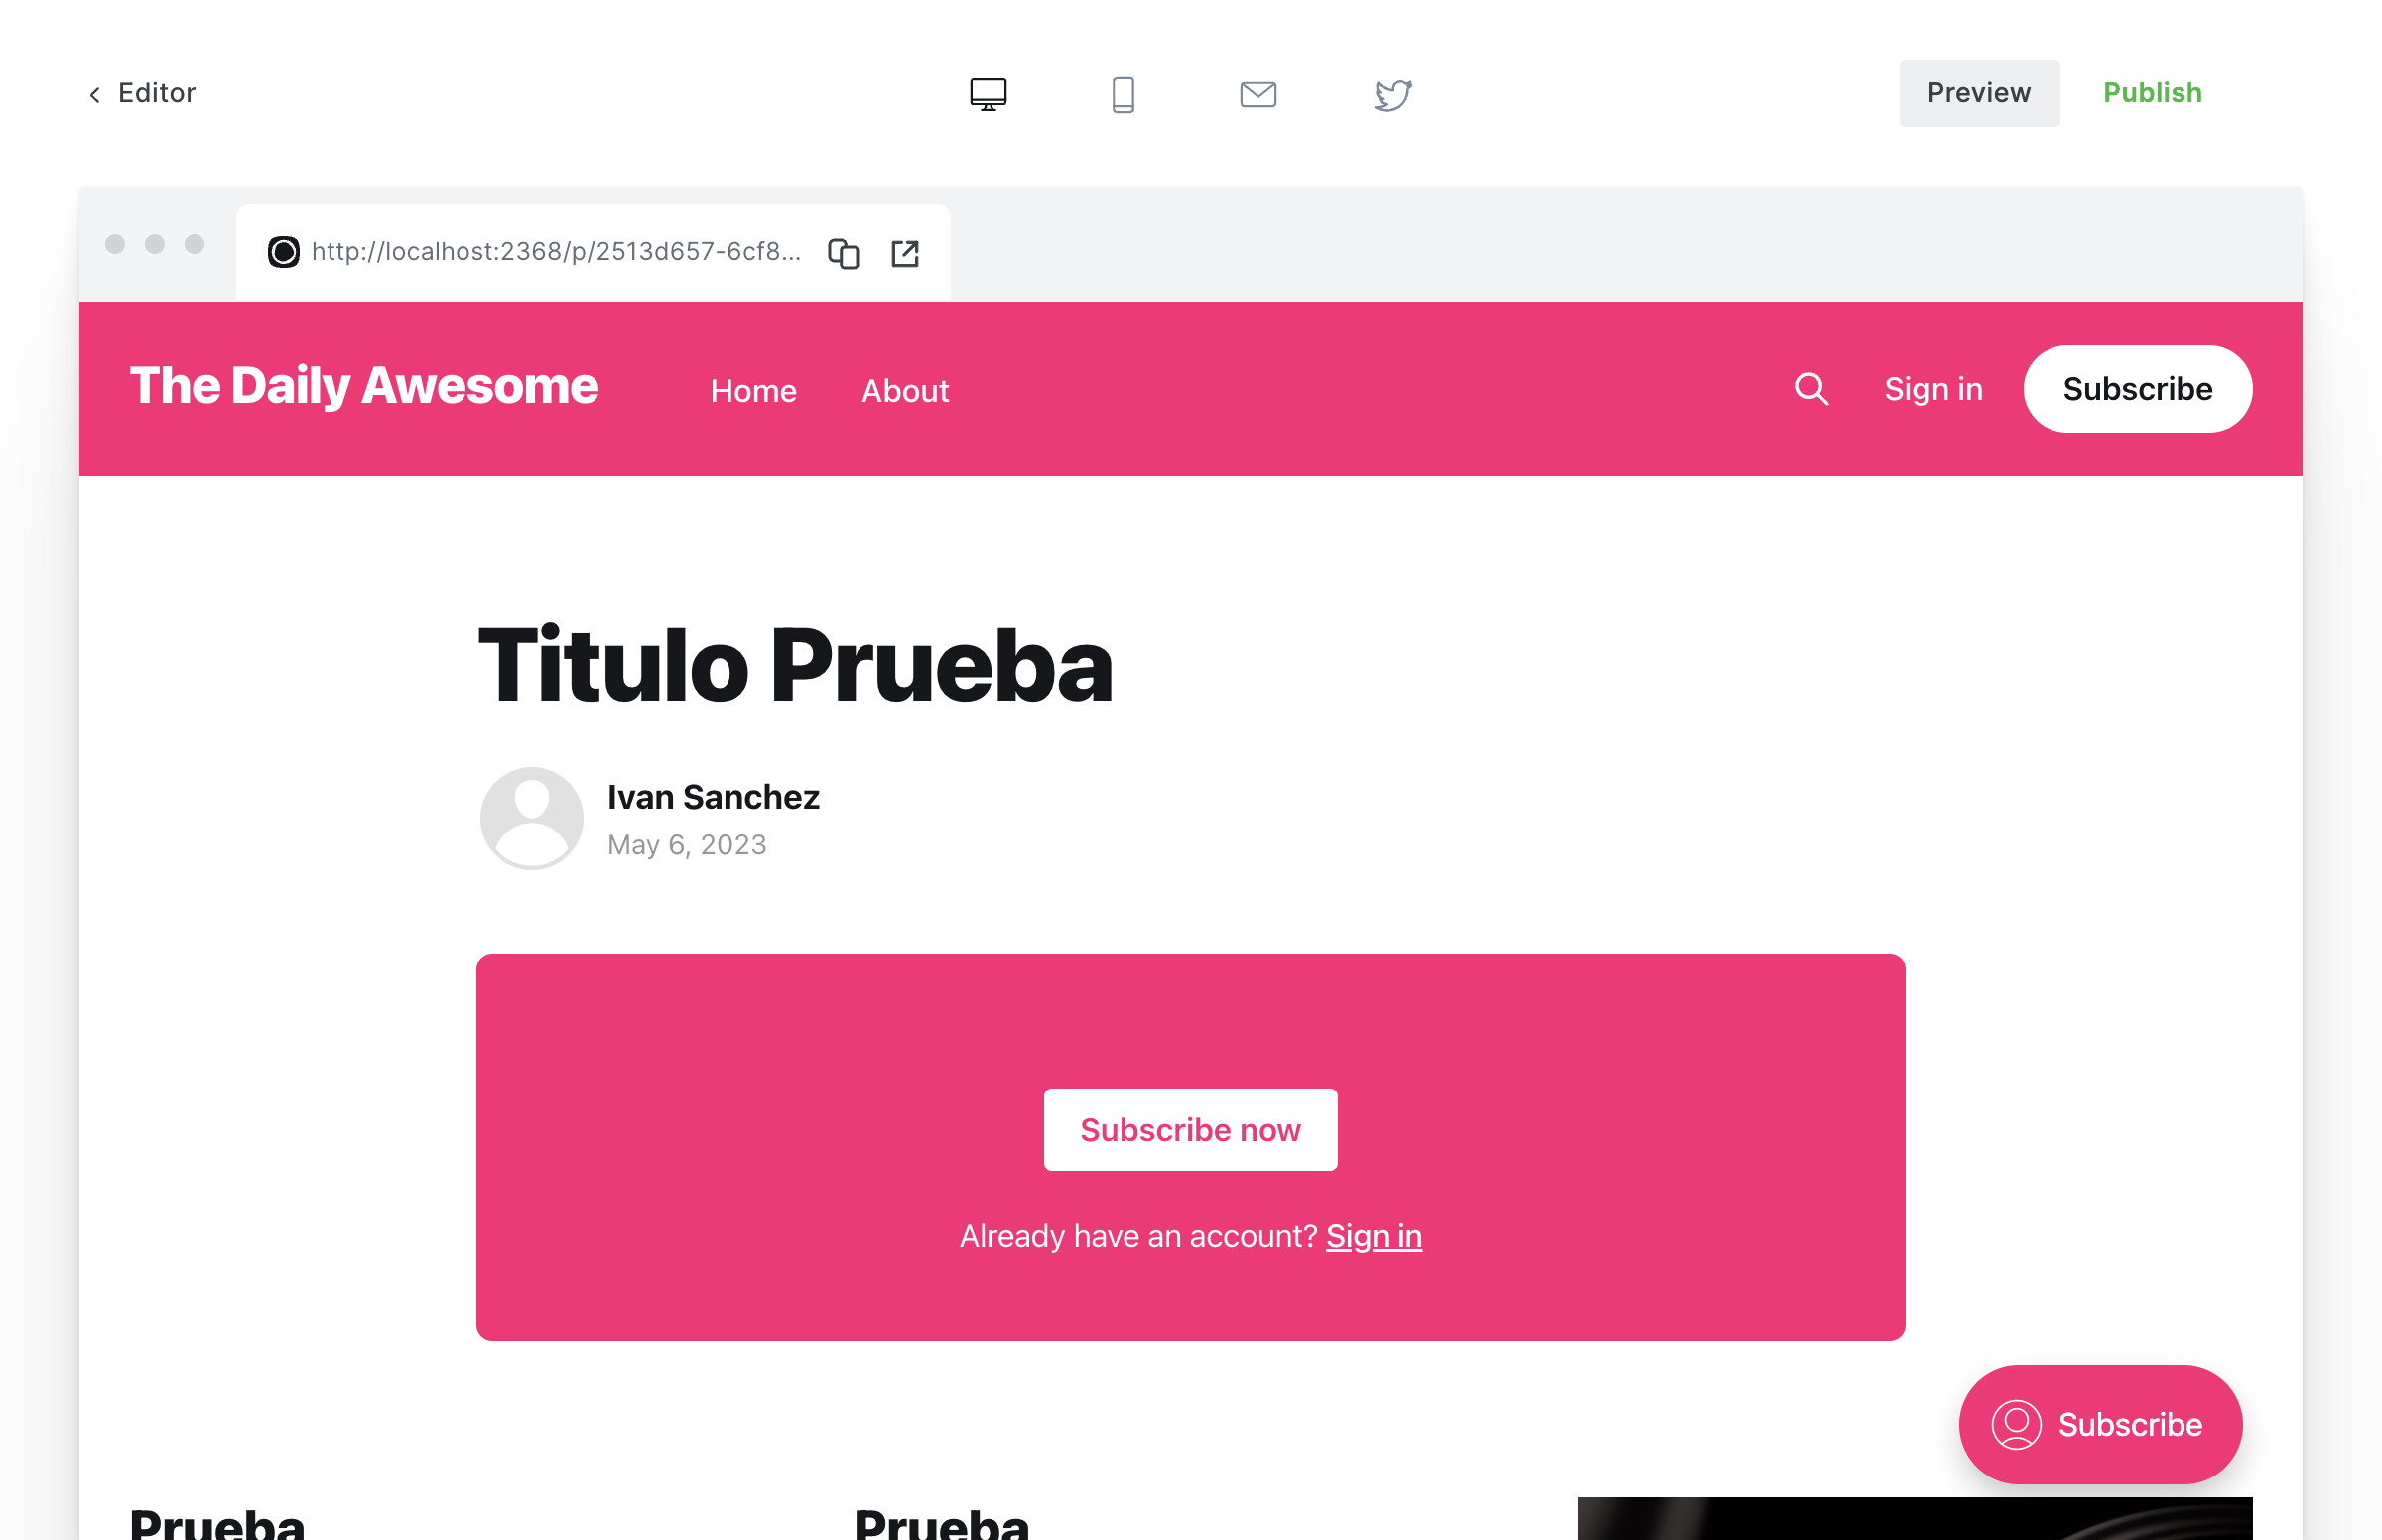 Editor
Preview
Publish
http://localhost:2368/p/2513d657-6cf8...
The Daily Awesome
Home
About
Sign in
Subscribe
Titulo Prueba
Ivan Sanchez
May 6, 2023
Subscribe now
Already have an account? Sign in
Subscribe
Prueba
Prueba